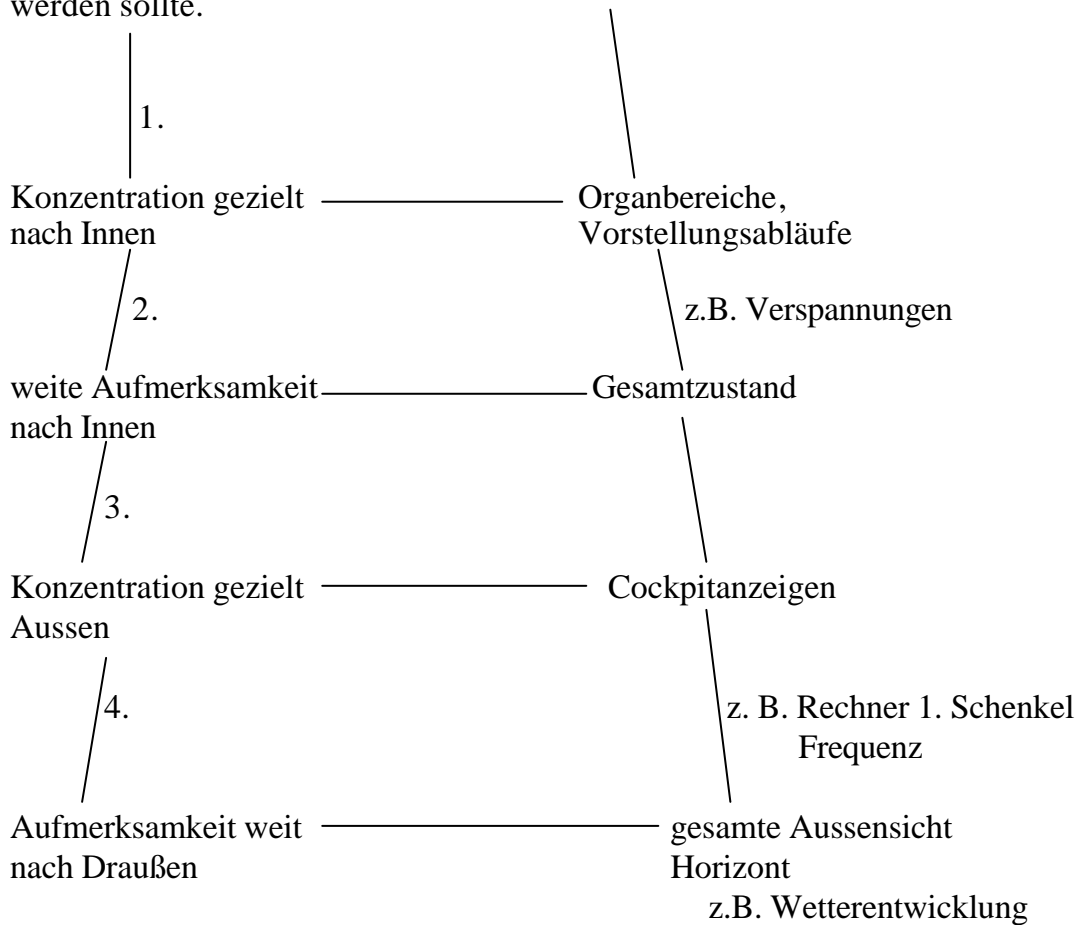 werden sollte.
1.
Konzentration gezielt
nach Innen
Organbereiche,
Vorstellungsabläufe
2.
z.B. Verspannungen
weite Aufmerksamkeit
nach Innen
Gesamtzustand
3.
Konzentration gezielt
Aussen
Cockpitanzeigen
4.
z. B. Rechner 1. Schenkel
Frequenz
Aufmerksamkeit weit
nach Draußen
gesamte Aussensicht
Horizont
z.B. Wetterentwicklung